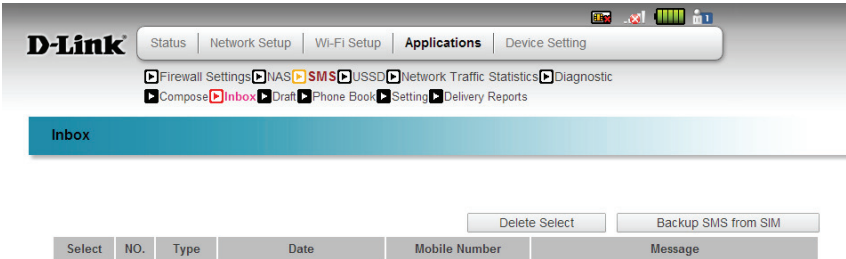 1
D-Link Status Network Setup Wi-Fi Setup Applications Device Setting
Firewall Settings NAS SMS USSD Network Traffic Statistics Diagnostic
Compose Inbox Draft Phone Book Setting Delivery Reports
Inbox
Delete Select Backup SMS from SIM
Select NO. Type Date Mobile Number Message